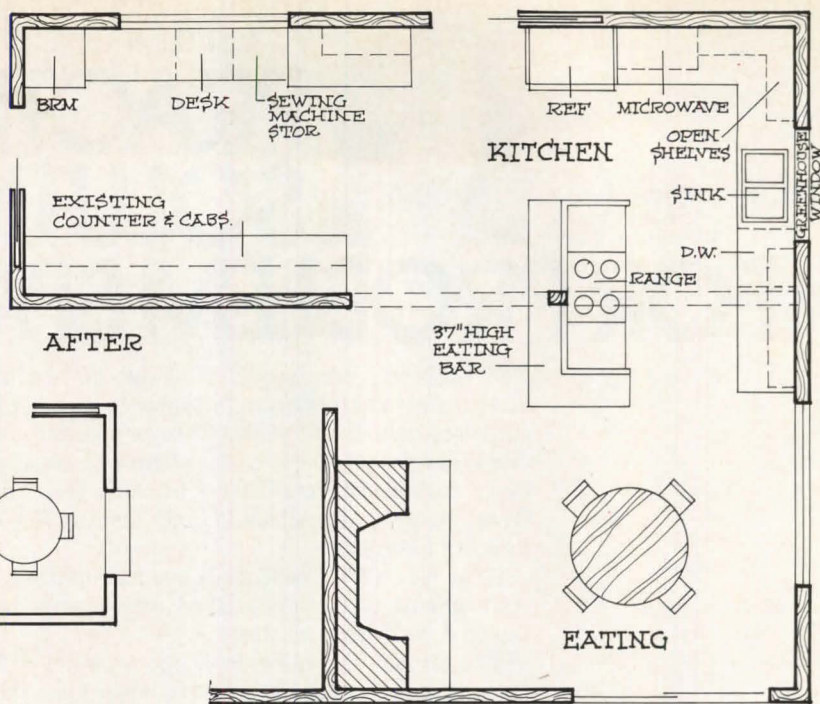 BRM
DESK
SEWING
MACHINE
STOR
REF
MICROWAVE
OPEN
SHELVES
KITCHEN
GREENHOUSE
WINDOW
SINK
EXISTING
COUNTER & CABS.
D.W.
RANGE
AFTER
37" HIGH
EATING
BAR
EATING